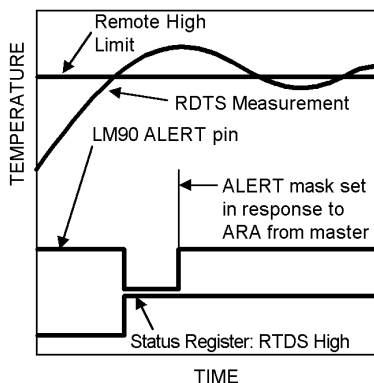 Remote High
Limit
RDTS Measurement
LM90 ALERT pin
ALERT mask set
in response to
ARA from master
Status Register: RTDS High
TEMPERATURE
TIME